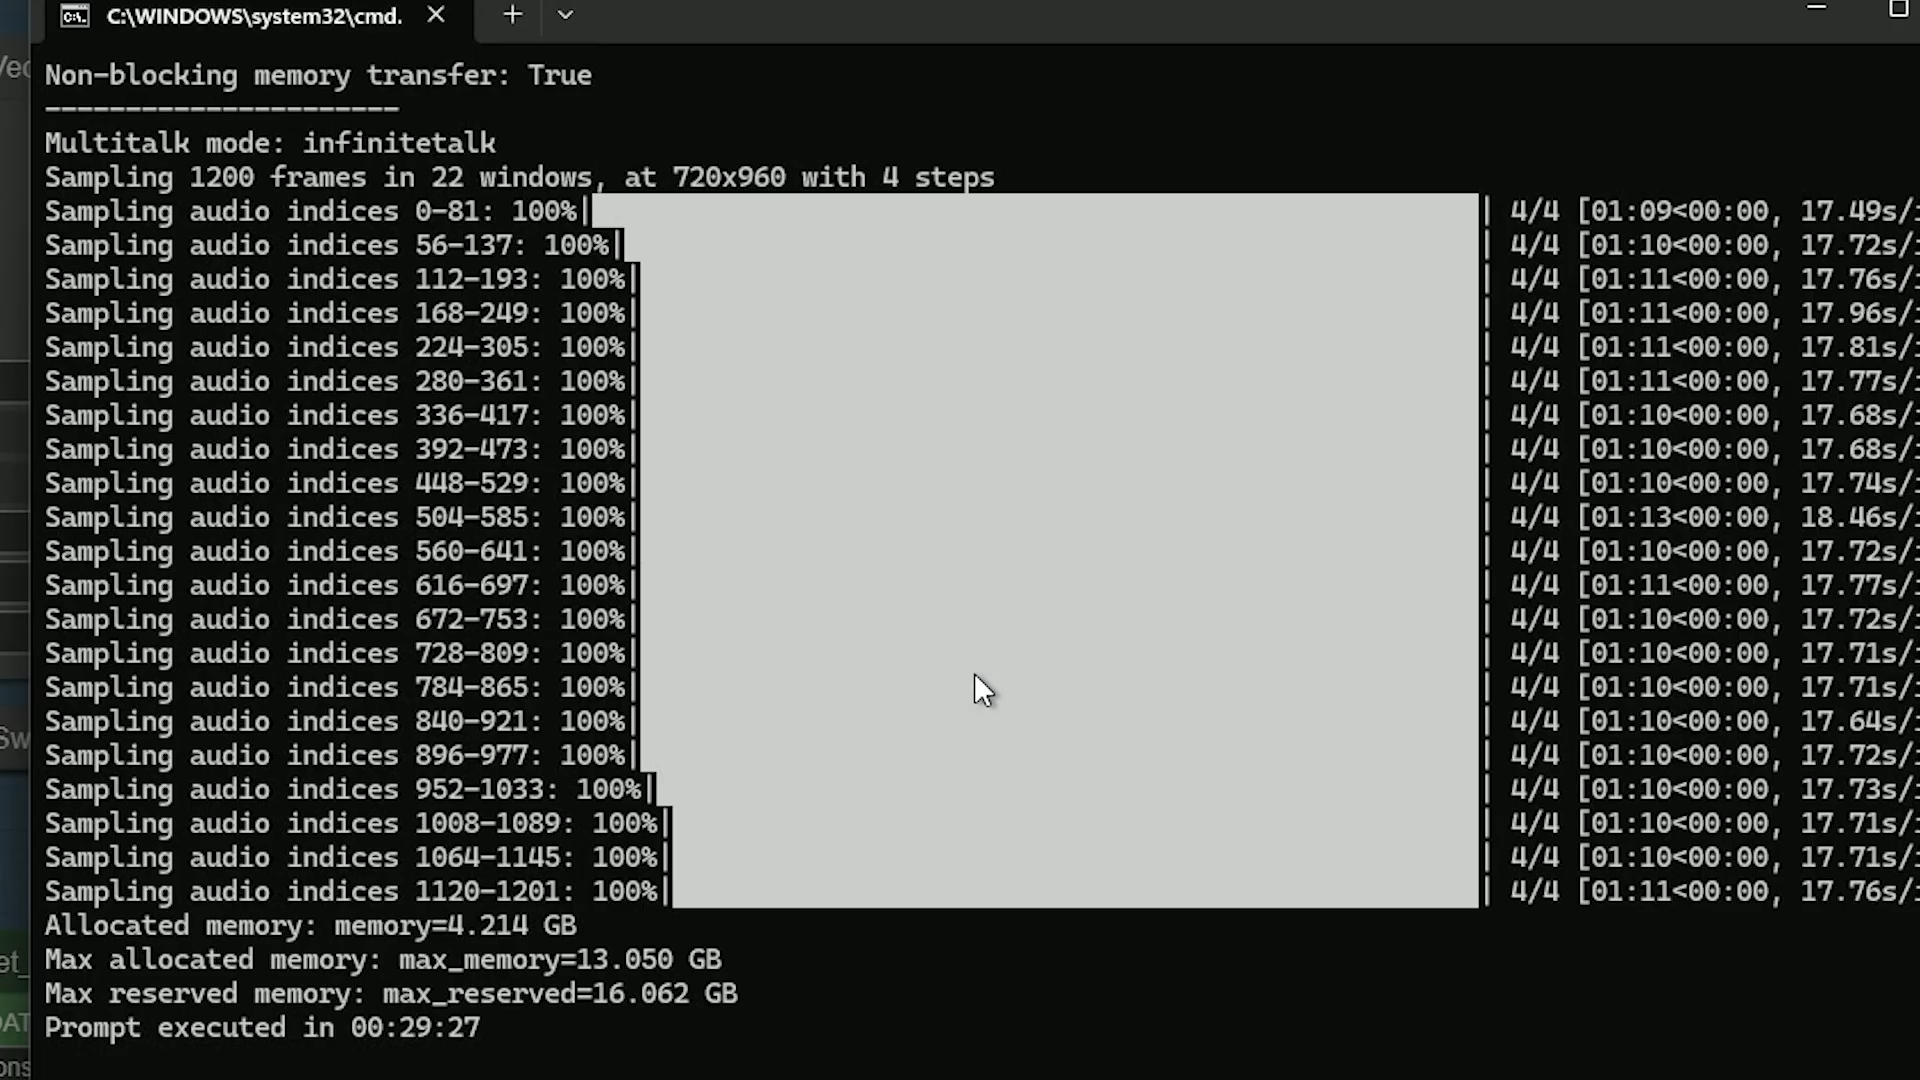 C:\WINDOWS\system32\cmd.
Non-blocking memory transfer: True
----------------------
Multitalk mode: infinitetalk
Sampling 1200 frames in 22 windows, at 720x960 with 4 steps
Sampling audio indices 0-81: 100%| | 4/4 [01:09<00:00, 17.49s/
Sampling audio indices 56-137: 100%| | 4/4 [01:10<00:00, 17.72s/
Sampling audio indices 112-193: 100%| | 4/4 [01:11<00:00, 17.76s/
Sampling audio indices 168-249: 100%| | 4/4 [01:11<00:00, 17.96s/
Sampling audio indices 224-305: 100%| | 4/4 [01:11<00:00, 17.81s/
Sampling audio indices 280-361: 100%| | 4/4 [01:11<00:00, 17.77s/
Sampling audio indices 336-417: 100%| | 4/4 [01:10<00:00, 17.68s/
Sampling audio indices 392-473: 100%| | 4/4 [01:10<00:00, 17.68s/
Sampling audio indices 448-529: 100%| | 4/4 [01:10<00:00, 17.74s/
Sampling audio indices 504-585: 100%| | 4/4 [01:13<00:00, 18.46s/
Sampling audio indices 560-641: 100%| | 4/4 [01:10<00:00, 17.72s/
Sampling audio indices 616-697: 100%| | 4/4 [01:11<00:00, 17.77s/
Sampling audio indices 672-753: 100%| | 4/4 [01:10<00:00, 17.72s/
Sampling audio indices 728-809: 100%| | 4/4 [01:10<00:00, 17.71s/
Sampling audio indices 784-865: 100%| | 4/4 [01:10<00:00, 17.71s/
Sampling audio indices 840-921: 100%| | 4/4 [01:10<00:00, 17.64s/
Sampling audio indices 896-977: 100%| | 4/4 [01:10<00:00, 17.72s/
Sampling audio indices 952-1033: 100%| | 4/4 [01:10<00:00, 17.73s/
Sampling audio indices 1008-1089: 100%| | 4/4 [01:10<00:00, 17.71s/
Sampling audio indices 1064-1145: 100%| | 4/4 [01:10<00:00, 17.71s/
Sampling audio indices 1120-1201: 100%| | 4/4 [01:11<00:00, 17.76s/
Allocated memory: memory=4.214 GB
Max allocated memory: max_memory=13.050 GB
Max reserved memory: max_reserved=16.062 GB
Prompt executed in 00:29:27